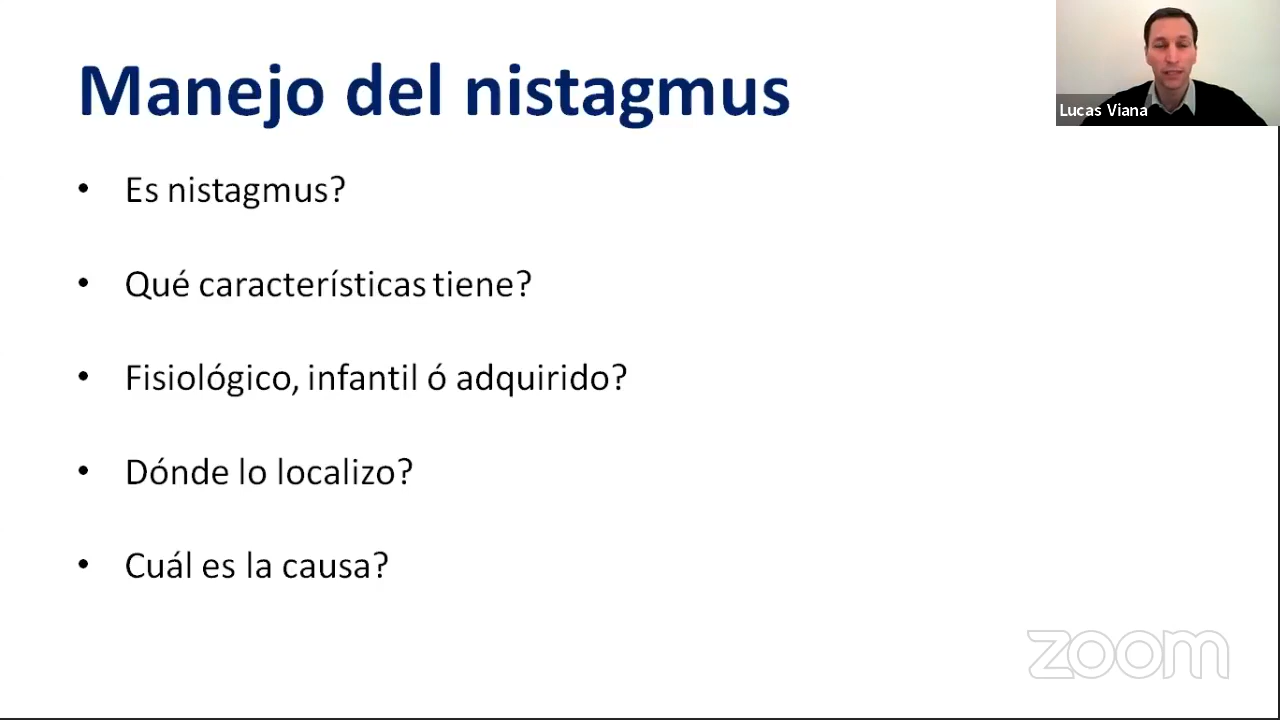 Manejo del nistagmus
Lucas Viana
• Es nistagmus?
• Qué características tiene?
• Fisiológico, infantil ó adquirido?
• Dónde lo localizo?
• Cuál es la causa?
zoom